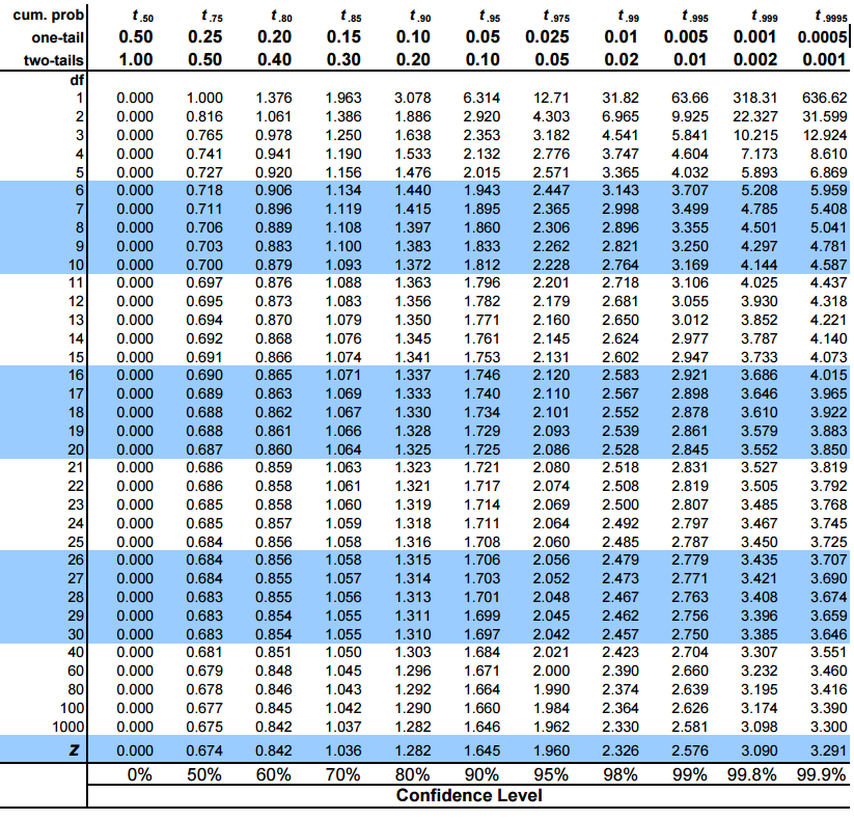 cum. prob t.50 t.75 t.80 t.85 t.90 t.95 t.975 t.99 t.995 t.999 t.9995
one-tail 0.50 0.25 0.20 0.15 0.10 0.05 0.025 0.01 0.005 0.001 0.0005
two-tails 1.00 0.50 0.40 0.30 0.20 0.10 0.05 0.02 0.01 0.002 0.001
df
1 0.000 1.000 1.376 1.963 3.078 6.314 12.71 31.82 63.66 318.31 636.62
2 0.000 0.816 1.061 1.386 1.886 2.920 4.303 6.965 9.925 22.327 31.599
3 0.000 0.765 0.978 1.250 1.638 2.353 3.182 4.541 5.841 10.215 12.924
4 0.000 0.741 0.941 1.190 1.533 2.132 2.776 3.747 4.604 7.173 8.610
5 0.000 0.727 0.920 1.156 1.476 2.015 2.571 3.365 4.032 5.893 6.869
6 0.000 0.718 0.906 1.134 1.440 1.943 2.447 3.143 3.707 5.208 5.959
7 0.000 0.711 0.896 1.119 1.415 1.895 2.365 2.998 3.499 4.785 5.408
8 0.000 0.706 0.889 1.108 1.397 1.860 2.306 2.896 3.355 4.501 5.041
9 0.000 0.703 0.883 1.100 1.383 1.833 2.262 2.821 3.250 4.297 4.781
10 0.000 0.700 0.879 1.093 1.372 1.812 2.228 2.764 3.169 4.144 4.587
11 0.000 0.697 0.876 1.088 1.363 1.796 2.201 2.718 3.106 4.025 4.437
12 0.000 0.695 0.873 1.083 1.356 1.782 2.179 2.681 3.055 3.930 4.318
13 0.000 0.694 0.870 1.079 1.350 1.771 2.160 2.650 3.012 3.852 4.221
14 0.000 0.692 0.868 1.076 1.345 1.761 2.145 2.624 2.977 3.787 4.140
15 0.000 0.691 0.866 1.074 1.341 1.753 2.131 2.602 2.947 3.733 4.073
16 0.000 0.690 0.865 1.071 1.337 1.746 2.120 2.583 2.921 3.686 4.015
17 0.000 0.689 0.863 1.069 1.333 1.740 2.110 2.567 2.898 3.646 3.965
18 0.000 0.688 0.862 1.067 1.330 1.734 2.101 2.552 2.878 3.610 3.922
19 0.000 0.688 0.861 1.066 1.328 1.729 2.093 2.539 2.861 3.579 3.883
20 0.000 0.687 0.860 1.064 1.325 1.725 2.086 2.528 2.845 3.552 3.850
21 0.000 0.686 0.859 1.063 1.323 1.721 2.080 2.518 2.831 3.527 3.819
22 0.000 0.686 0.858 1.061 1.321 1.717 2.074 2.508 2.819 3.505 3.792
23 0.000 0.685 0.858 1.060 1.319 1.714 2.069 2.500 2.807 3.485 3.768
24 0.000 0.685 0.857 1.059 1.318 1.711 2.064 2.492 2.797 3.467 3.745
25 0.000 0.684 0.856 1.058 1.316 1.708 2.060 2.485 2.787 3.450 3.725
26 0.000 0.684 0.856 1.058 1.315 1.706 2.056 2.479 2.779 3.435 3.707
27 0.000 0.684 0.855 1.057 1.314 1.703 2.052 2.473 2.771 3.421 3.690
28 0.000 0.683 0.855 1.056 1.313 1.701 2.048 2.467 2.763 3.408 3.674
29 0.000 0.683 0.854 1.055 1.311 1.699 2.045 2.462 2.756 3.396 3.659
30 0.000 0.683 0.854 1.055 1.310 1.697 2.042 2.457 2.750 3.385 3.646
40 0.000 0.681 0.851 1.050 1.303 1.684 2.021 2.423 2.704 3.307 3.551
60 0.000 0.679 0.848 1.045 1.296 1.671 2.000 2.390 2.660 3.232 3.460
80 0.000 0.678 0.846 1.043 1.292 1.664 1.990 2.374 2.639 3.195 3.416
100 0.000 0.677 0.845 1.042 1.290 1.660 1.984 2.364 2.626 3.174 3.390
1000 0.000 0.675 0.842 1.037 1.282 1.646 1.962 2.330 2.581 3.098 3.300
z 0.000 0.674 0.842 1.036 1.282 1.645 1.960 2.326 2.576 3.090 3.291
0% 50% 60% 70% 80% 90% 95% 98% 99% 99.8% 99.9%
Confidence Level